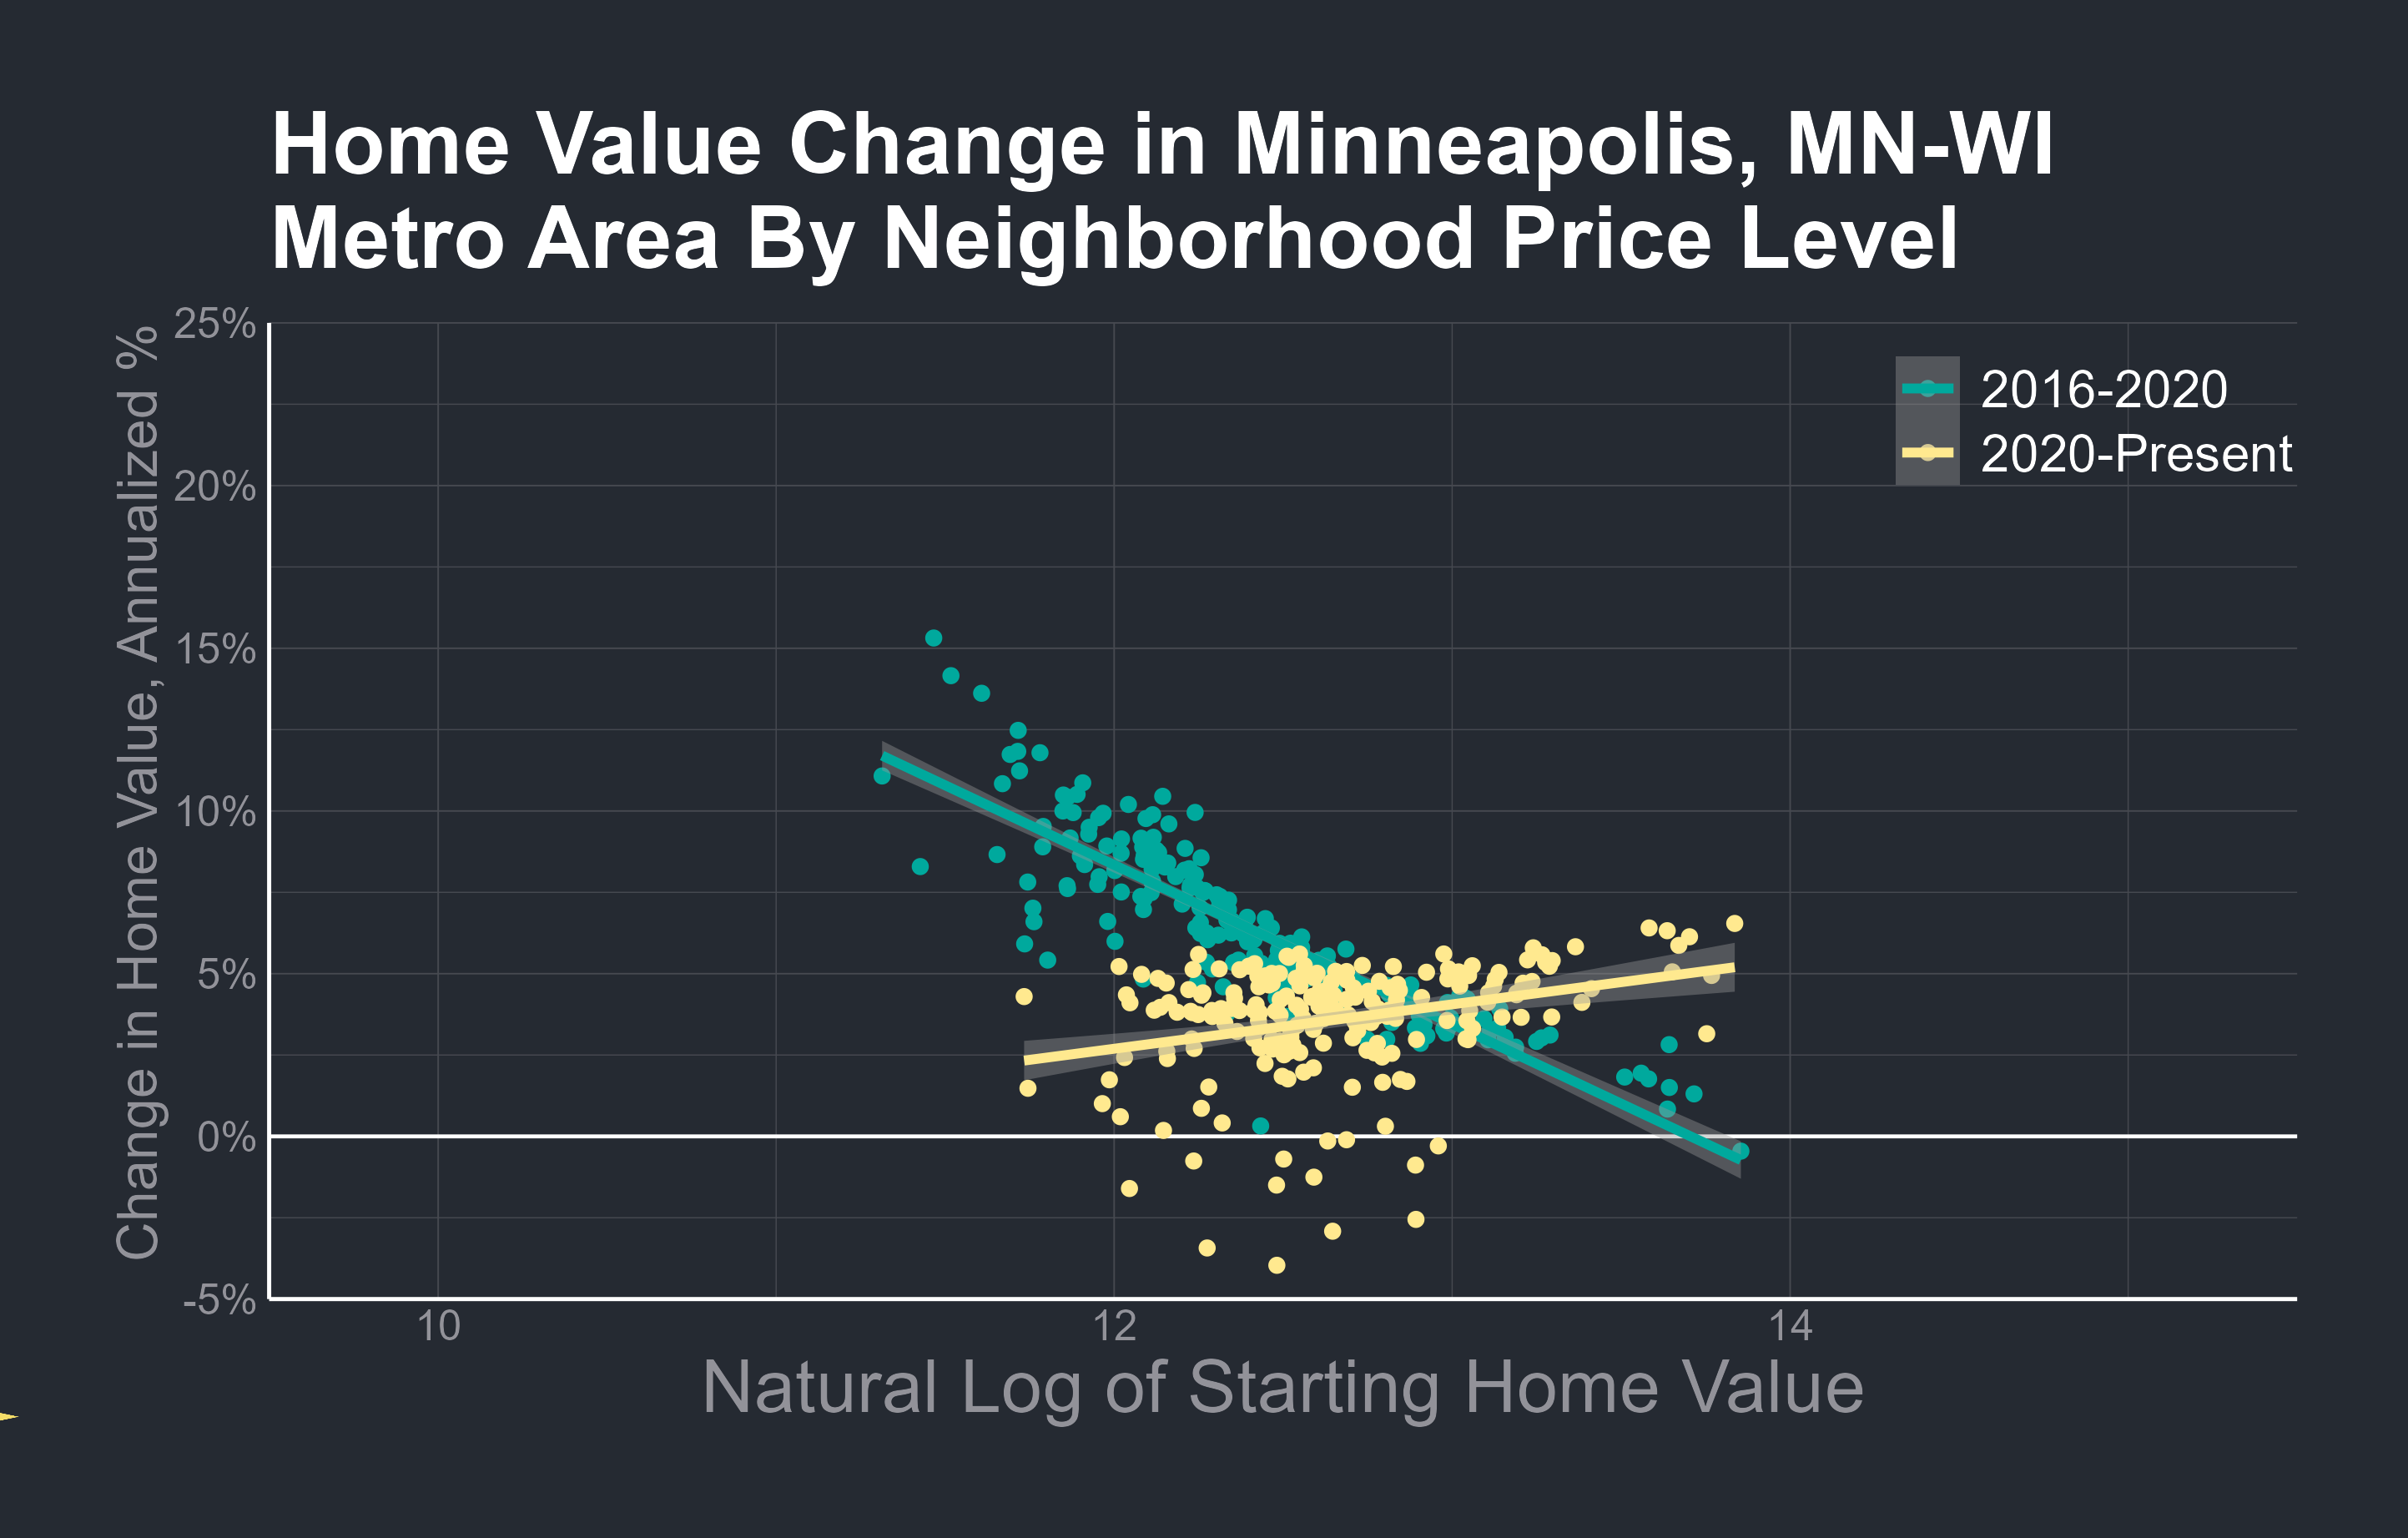 Home Value Change in Minneapolis, MN-WI
Metro Area By Neighborhood Price Level
Change in Home Value, Annualized %
25%
20%
15%
10%
5%
0%
-5%
2016-2020
2020-Present
10
12
14
Natural Log of Starting Home Value